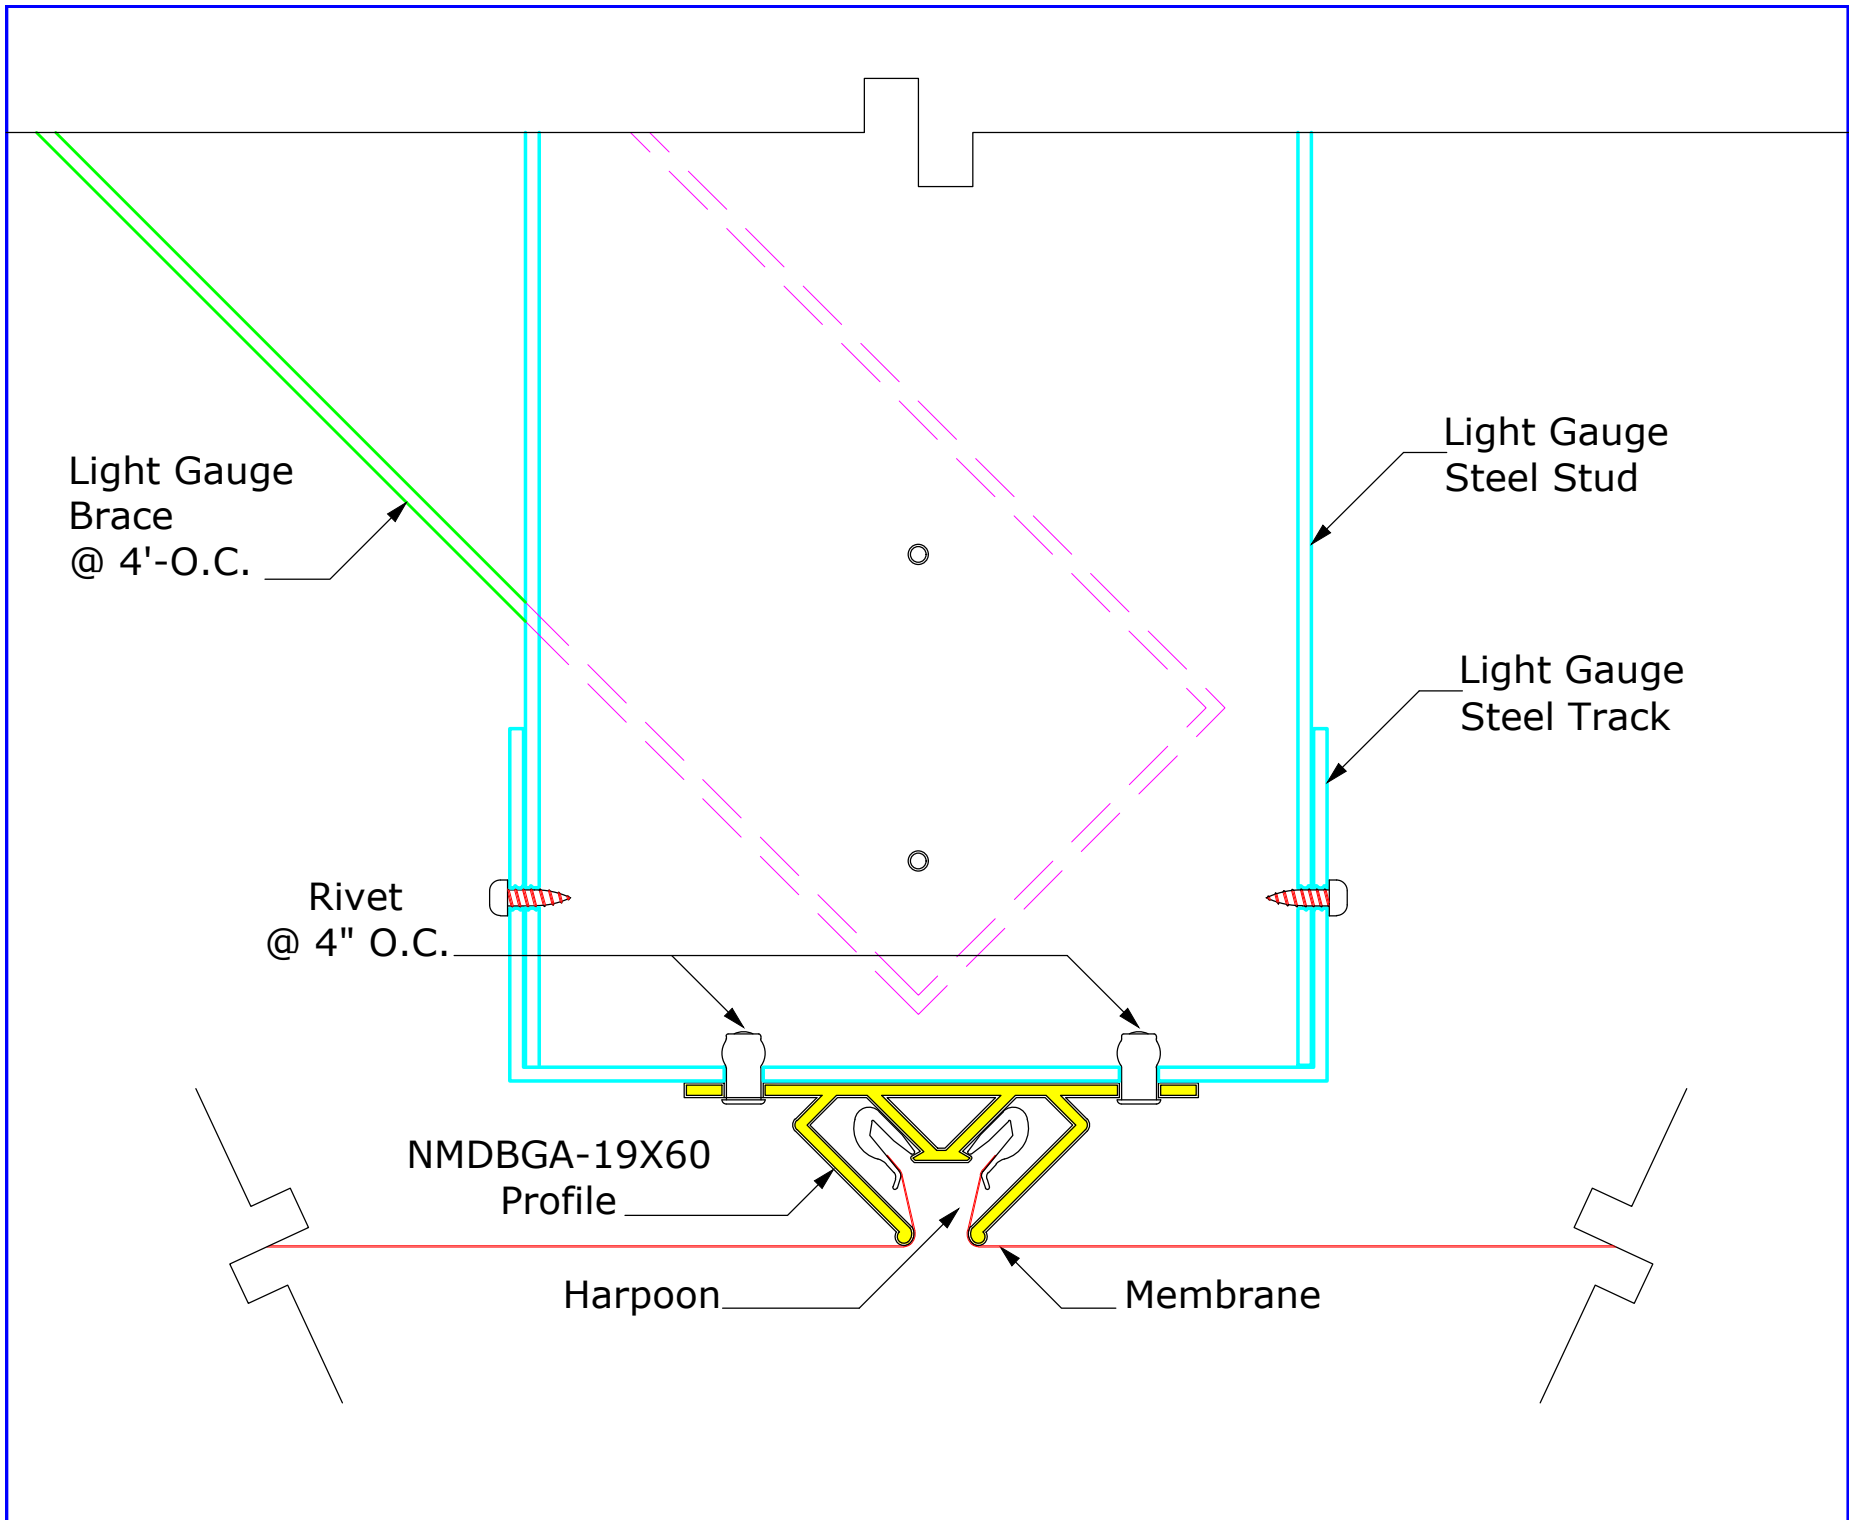 Light Gauge
Steel Stud
Light Gauge
Brace
@ 4'-O.C.
Light Gauge
Steel Track
Rivet
@ 4" O.C.
NMDBGA-19X60
Profile
Harpoon
Membrane